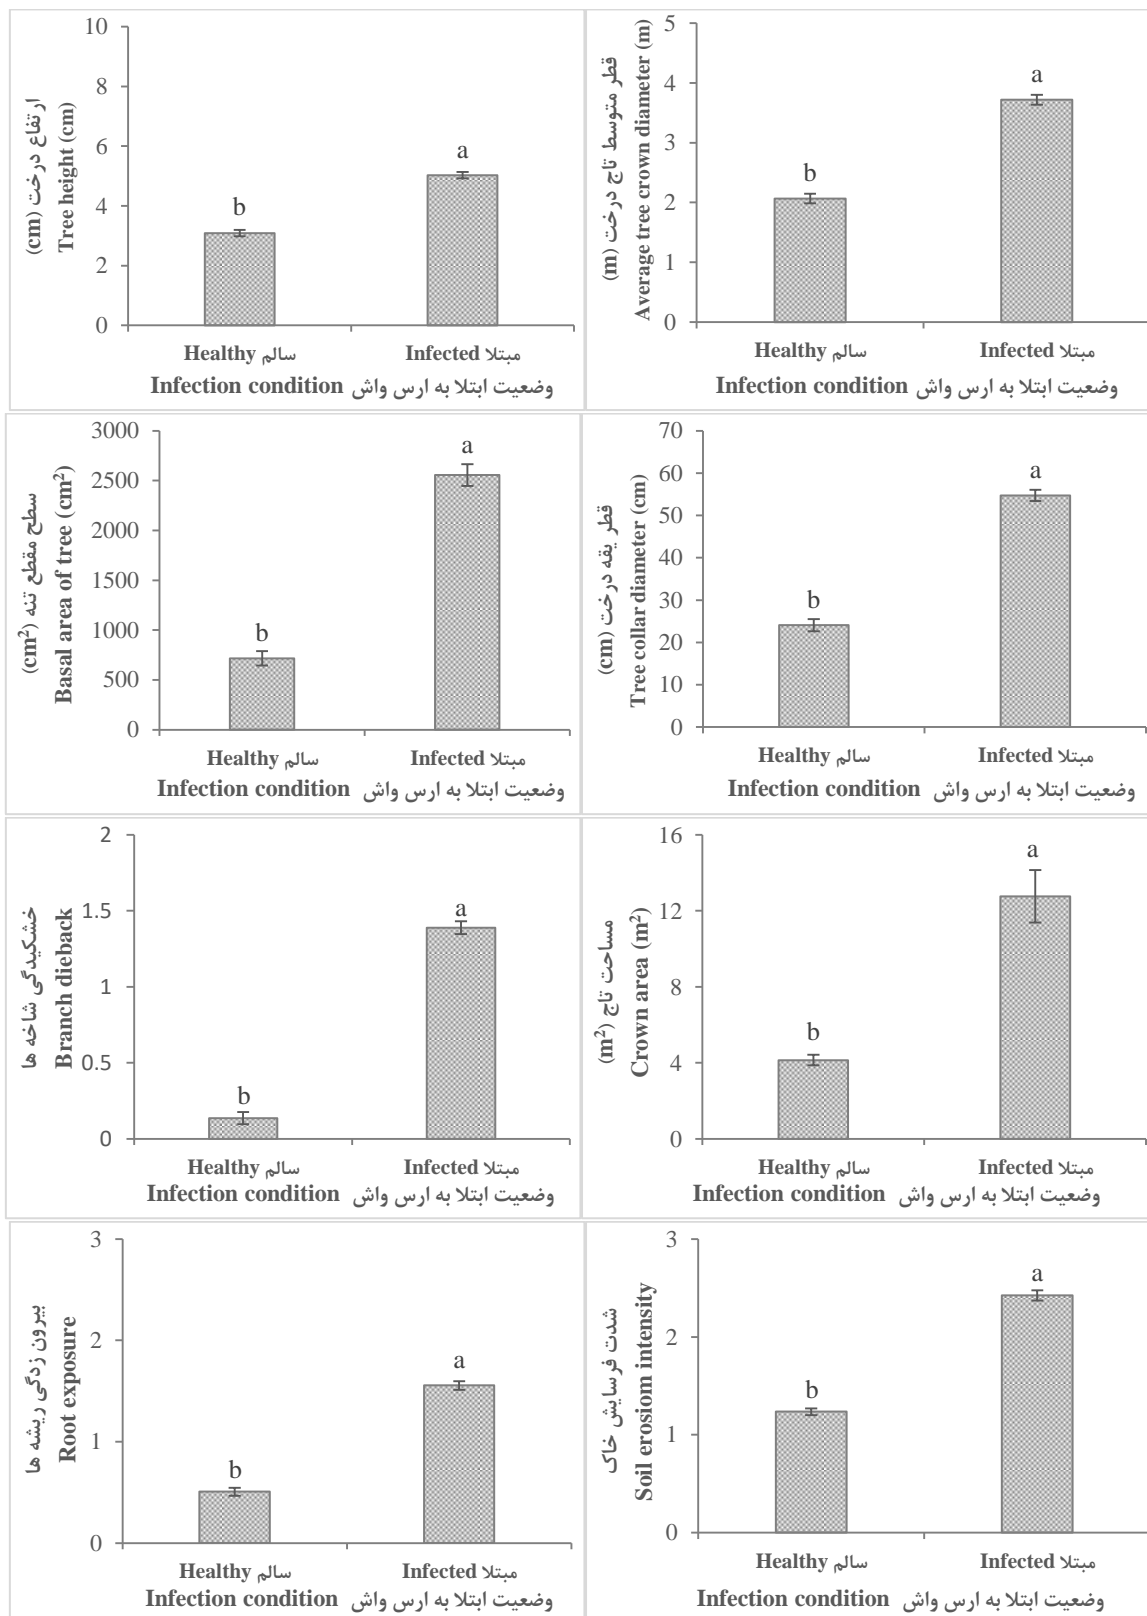 ارتفاع درخت (cm)
Tree height (cm)
10
8
6
4
2
0
b
a
Healthy سالم
Infected مبتلا
Infection condition وضعیت ابتلا به ارس واش
قطر متوسط تاج درخت (m)
Average tree crown diameter (m)
5
4
3
2
1
0
b
a
Healthy سالم
Infected مبتلا
Infection condition وضعیت ابتلا به ارس واش
سطح مقطع تنه (cm²)
Basal area of tree (cm²)
3000
2500
2000
1500
1000
500
0
b
a
Healthy سالم
Infected مبتلا
Infection condition وضعیت ابتلا به ارس واش
قطر یقه درخت (cm)
Tree collar diameter (cm)
70
60
50
40
30
20
10
0
b
a
Healthy سالم
Infected مبتلا
Infection condition وضعیت ابتلا به ارس واش
خشکیدگی شاخه ها
Branch dieback
2
1.5
1
0.5
0
b
a
Healthy سالم
Infected مبتلا
Infection condition وضعیت ابتلا به ارس واش
مساحت تاج (m²)
Crown area (m²)
16
12
8
4
0
b
a
Healthy سالم
Infected مبتلا
Infection condition وضعیت ابتلا به ارس واش
بیرون زدگی ریشه ها
Root exposure
3
2
1
0
b
a
Healthy سالم
Infected مبتلا
Infection condition وضعیت ابتلا به ارس واش
شدت فرسایش خاک
Soil erosiom intensity
3
2
1
0
b
a
Healthy سالم
Infected مبتلا
Infection condition وضعیت ابتلا به ارس واش